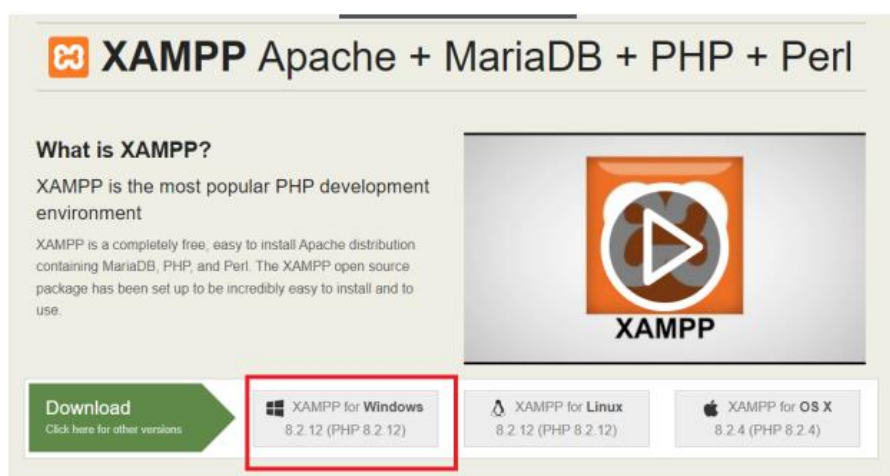 XAMPP Apache + MariaDB + PHP + Perl
What is XAMPP?
XAMPP is the most popular PHP development
environment
XAMPP is a completely free, easy to install Apache distribution
containing MariaDB, PHP, and Perl. The XAMPP open source
package has been set up to be incredibly easy to install and to
use.
XAMPP
Download
Click here for other versions
XAMPP for Windows
8.2.12 (PHP 8.2.12)
XAMPP for Linux
8.2.12 (PHP 8.2.12)
XAMPP for OS X
8.2.4 (PHP 8.2.4)